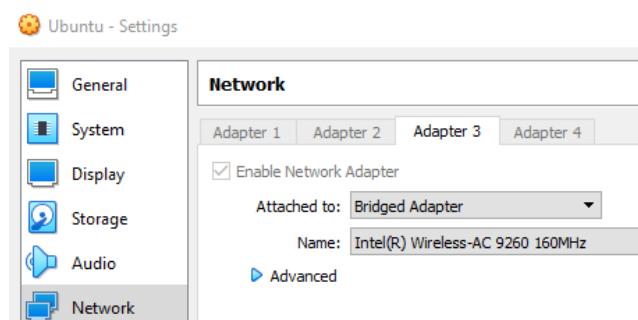 Ubuntu - Settings
General
System
Display
Storage
Audio
Network
Network
Adapter 1 Adapter 2 Adapter 3 Adapter 4
Enable Network Adapter
Attached to: Bridged Adapter
Name: Intel(R) Wireless-AC 9260 160MHz
Advanced